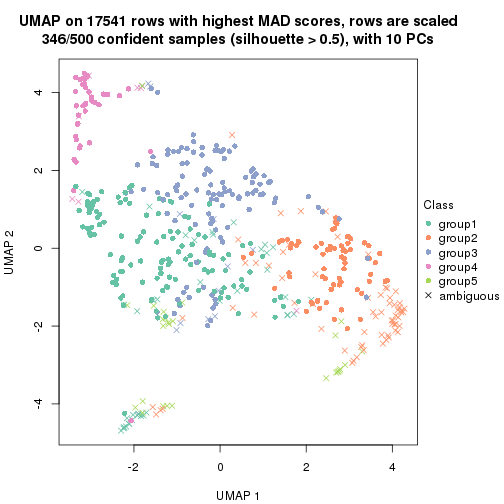 UMAP on 17541 rows with highest MAD scores, rows are scaled
346/500 confident samples (silhouette > 0.5), with 10 PCs
4
2
0
-2
-4
UMAP 2
-2
0
2
4
UMAP 1
Class
group1
group2
group3
group4
group5
ambiguous